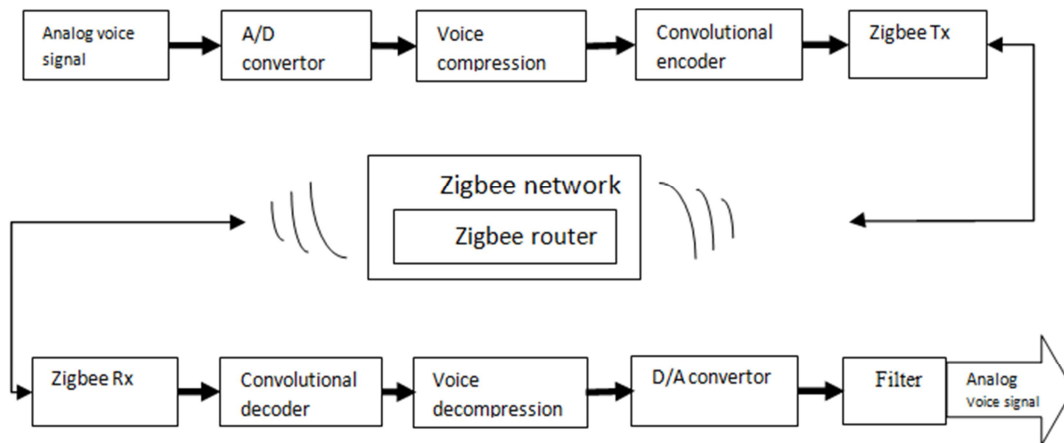 Analog voice
signal
A/D
convertor
Voice
compression
Convolutional
encoder
Zigbee Tx
Zigbee network
Zigbee router
Zigbee Rx
Convolutional
decoder
Voice
decompression
D/A convertor
Filter
Analog
Voice signal